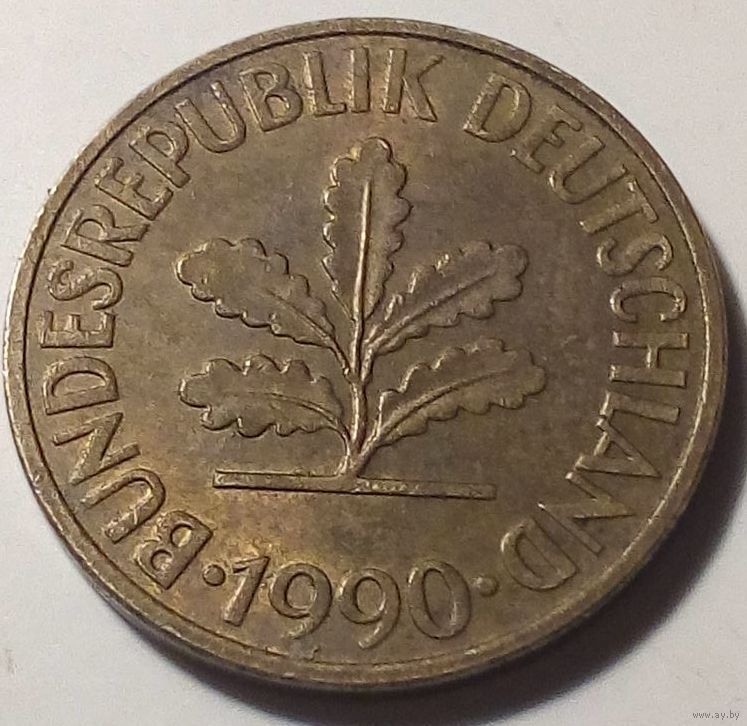 BUNDESREPUBLIK DEUTSCHLAND
· 1990 ·
www.ay.by